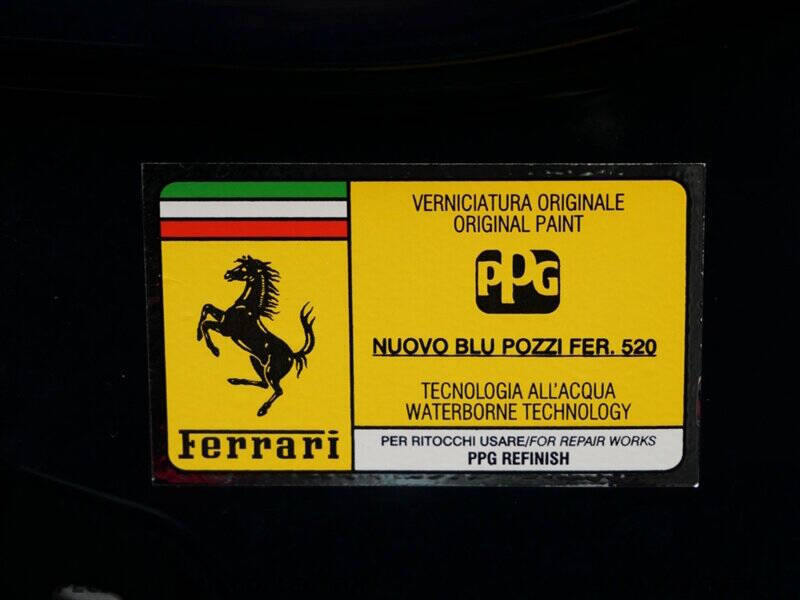 VERNICIATURA ORIGINALE
ORIGINAL PAINT
PPG
NUOVO BLU POZZI FER. 520
TECNOLOGIA ALL'ACQUA
WATERBORNE TECHNOLOGY
Ferrari
PER RITOCCHI USARE/FOR REPAIR WORKS
PPG REFINISH